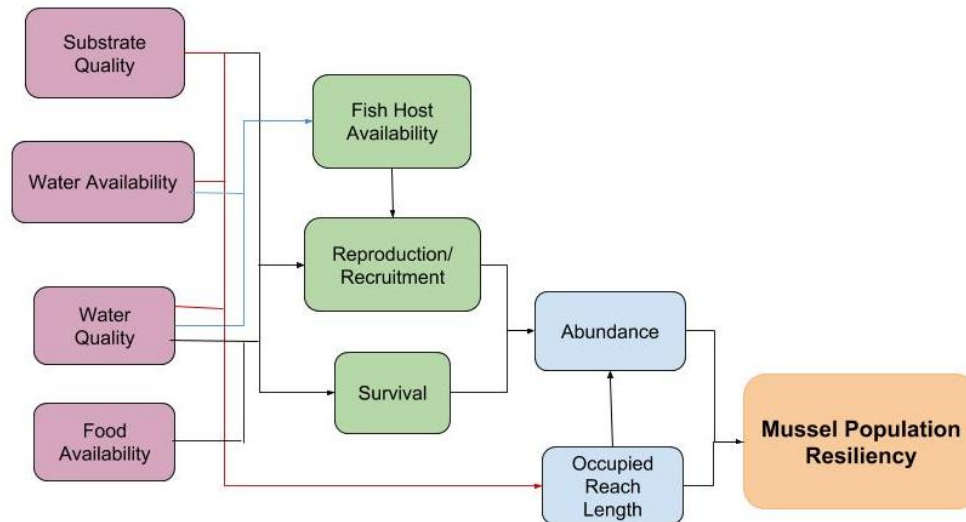 Substrate
Quality
Fish Host
Availability
Water Availability
Reproduction/
Recruitment
Water
Quality
Abundance
Survival
Food
Availability
Mussel Population
Resiliency
Occupied
Reach
Length